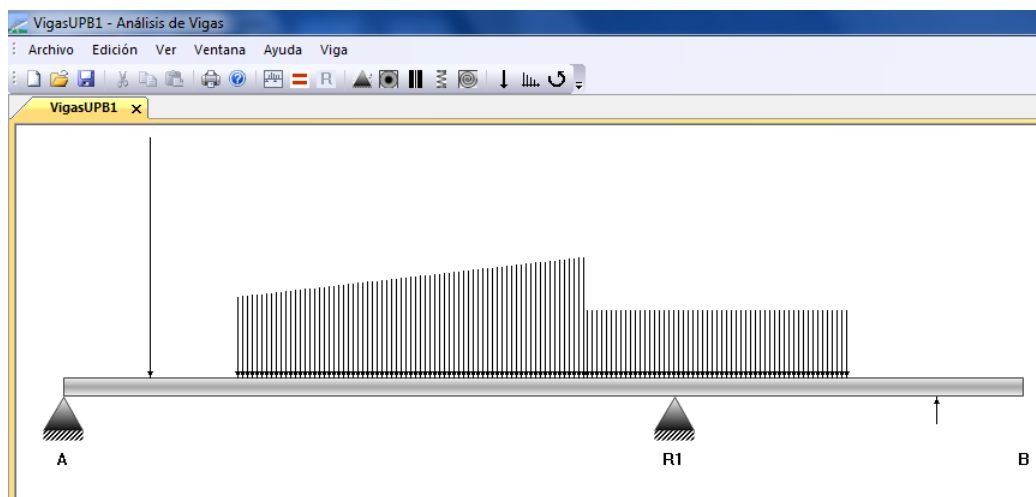 VigasUPB1 - Análisis de Vigas
Archivo Edición Ver Ventana Ayuda Viga
R
VigasUPB1
A R1 B